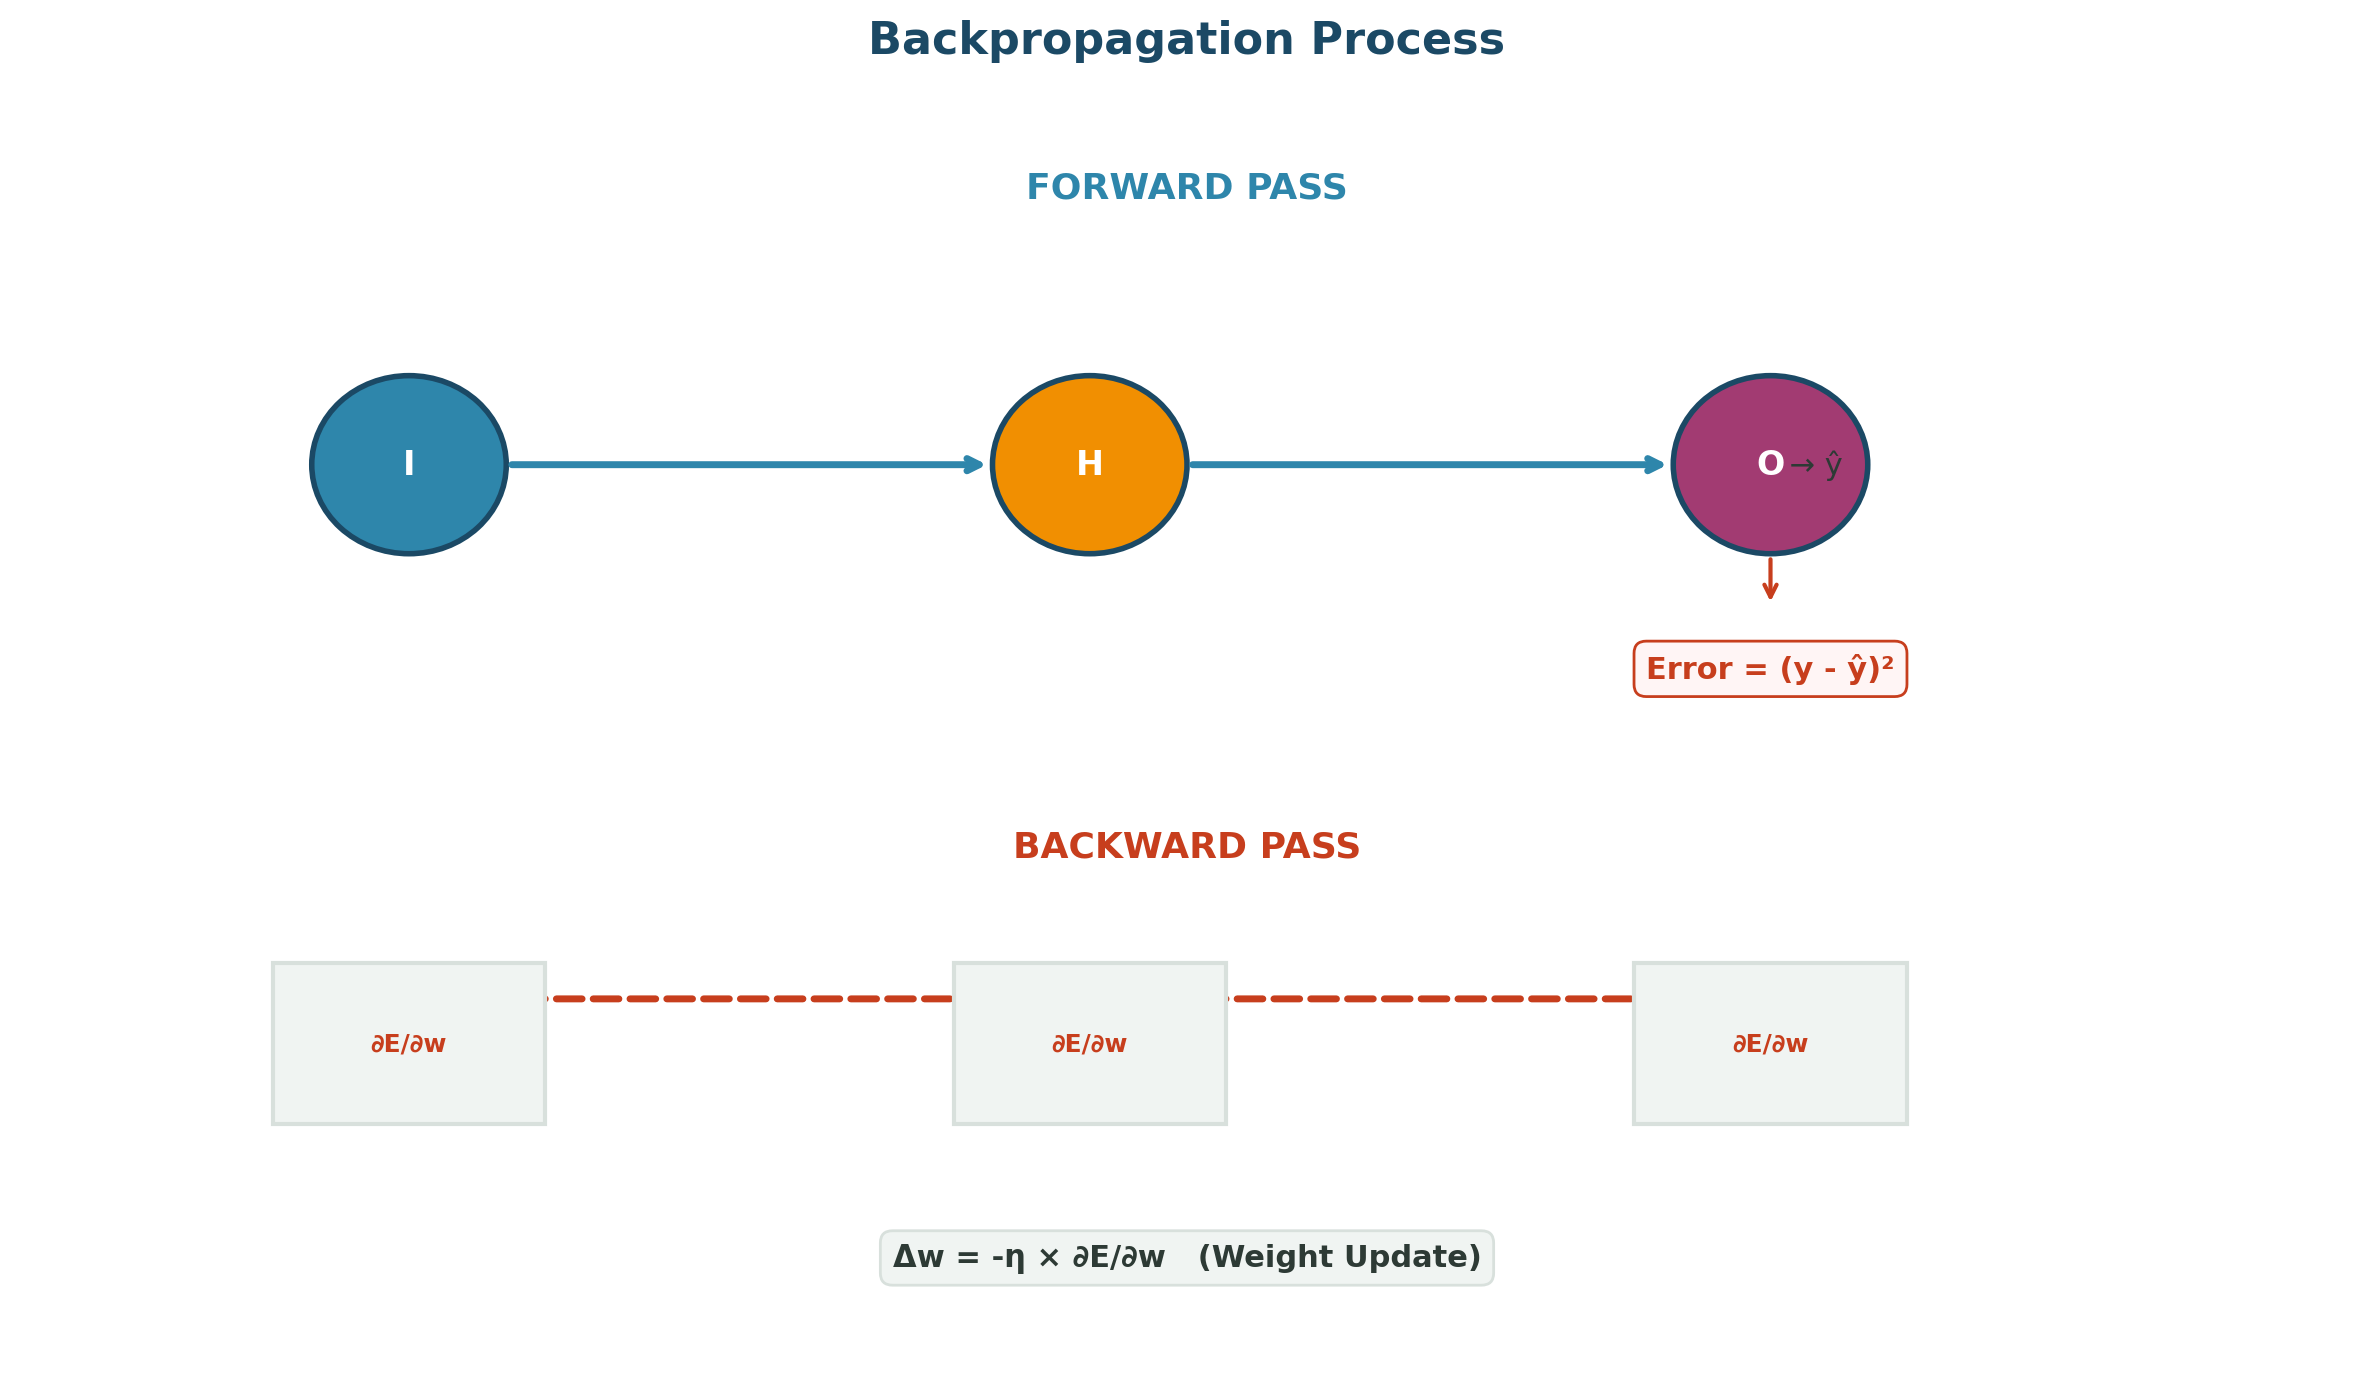 Backpropagation Process
FORWARD PASS
I
H
O → ŷ
Error = (y - ŷ)²
BACKWARD PASS
∂E/∂w
∂E/∂w
∂E/∂w
Δw = -η × ∂E/∂w (Weight Update)